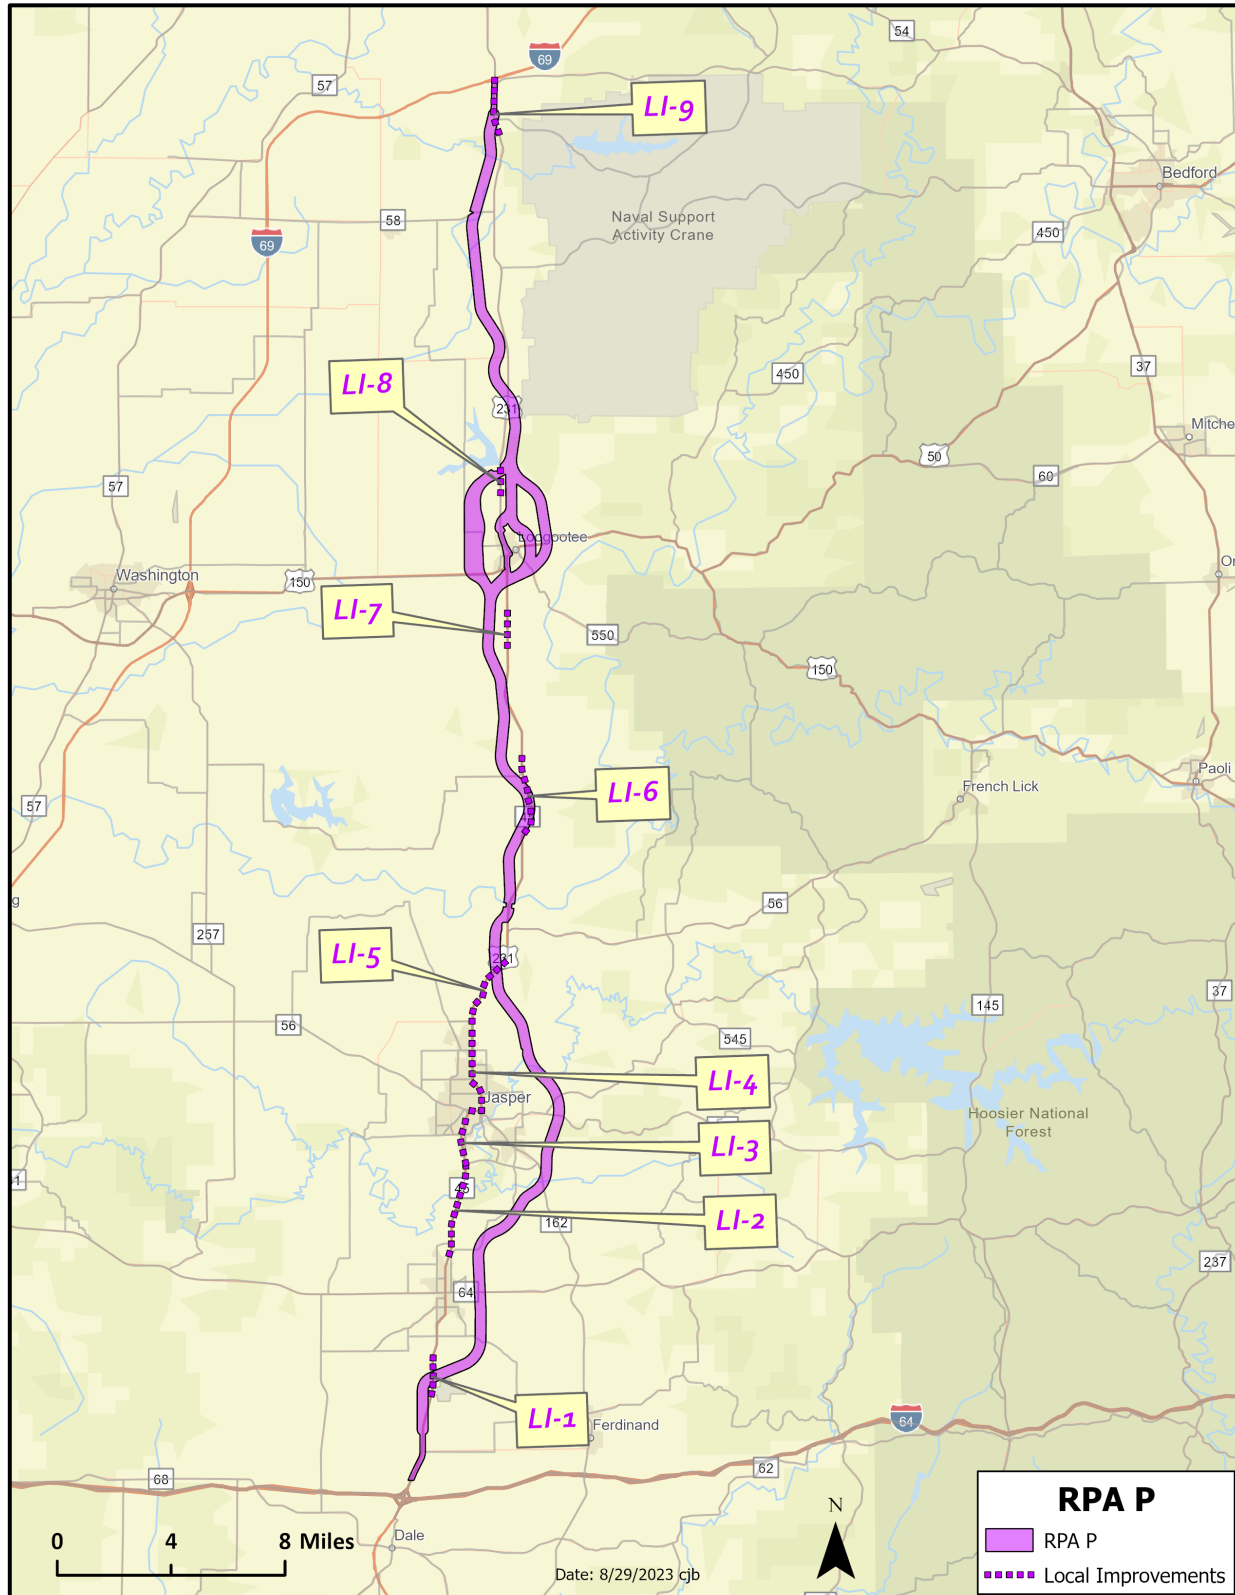 69
54
57
LI-9
Bedford
Naval Support
Activity Crane
58
450
69
37
LI-8
450
231
Mitche
50
60
57
Loogootee
Washington
150
LI-7
550
150
Paoli
French Lick
LI-6
57
g
56
257
LI-5
231
37
145
56
545
LI-4
Jasper
Hoosier National
Forest
LI-3
LI-2
162
237
64
LI-1
Ferdinand
64
62
68
RPA P
N
0 4 8 Miles
RPA P
Dale
Date: 8/29/2023 cjb
Local Improvements